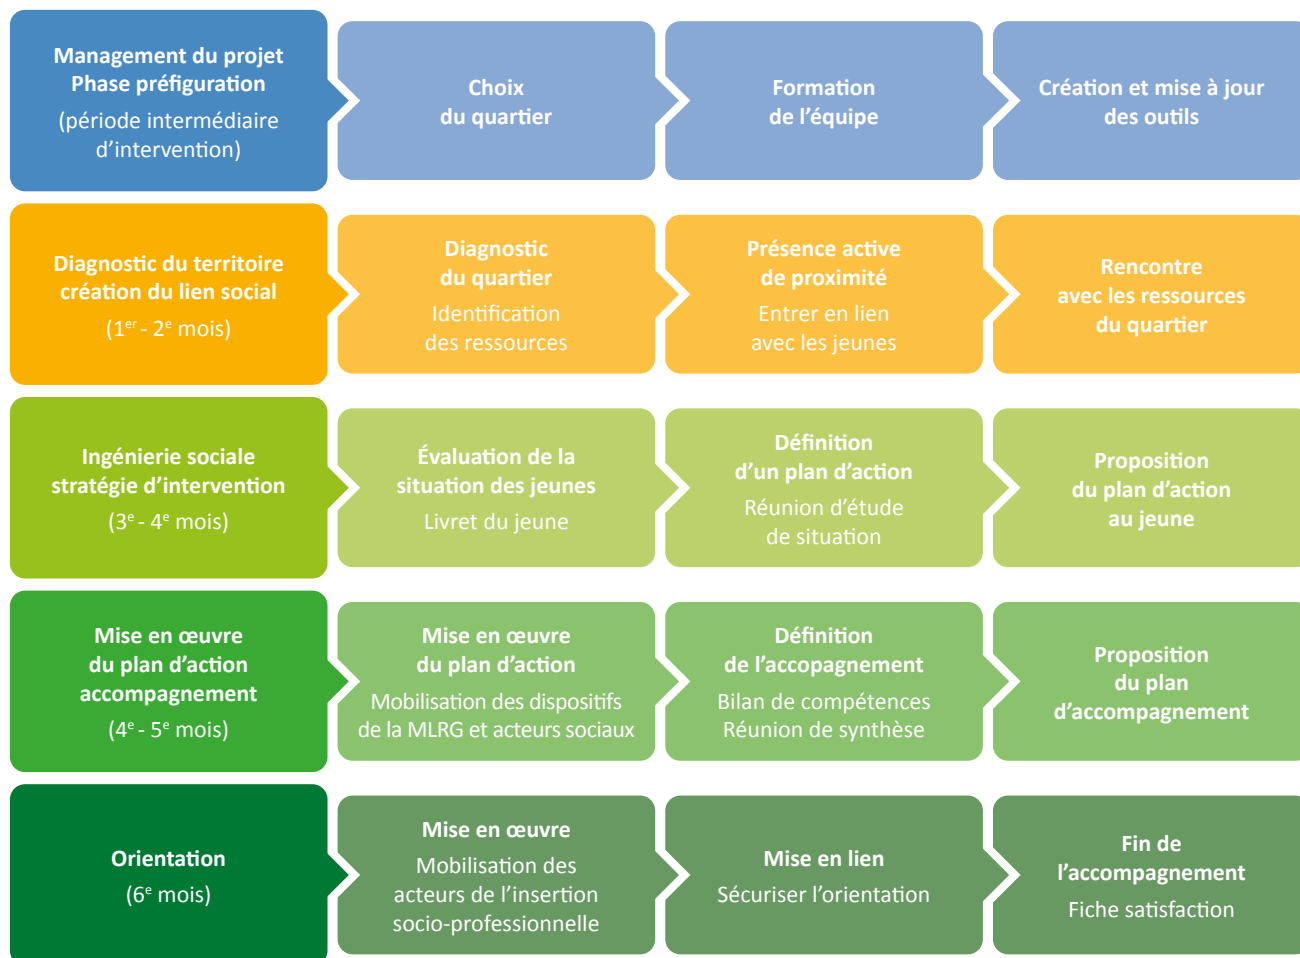 Management du projet
Phase préfiguration
(période intermédiaire
d’intervention)
Choix
du quartier
Formation
de l’équipe
Création et mise à jour
des outils
Diagnostic du territoire
création du lien social
(1er - 2e mois)
Diagnostic
du quartier
Identification
des ressources
Présence active
de proximité
Entrer en lien
avec les jeunes
Rencontre
avec les ressources
du quartier
Ingénierie sociale
stratégie d’intervention
(3e - 4e mois)
Évaluation de la
situation des jeunes
Livret du jeune
Définition
d’un plan d’action
Réunion d’étude
de situation
Proposition
du plan d’action
au jeune
Mise en œuvre
du plan d’action
accompagnement
(4e - 5e mois)
Mise en œuvre
du plan d’action
Mobilisation des dispositifs
de la MLRG et acteurs sociaux
Définition
de l’accopagnement
Bilan de compétences
Réunion de synthèse
Proposition
du plan
d’accompagnement
Orientation
(6e mois)
Mise en œuvre
Mobilisation des
acteurs de l’insertion
socio-professionnelle
Mise en lien
Sécuriser l’orientation
Fin de
l’accompagnement
Fiche satisfaction